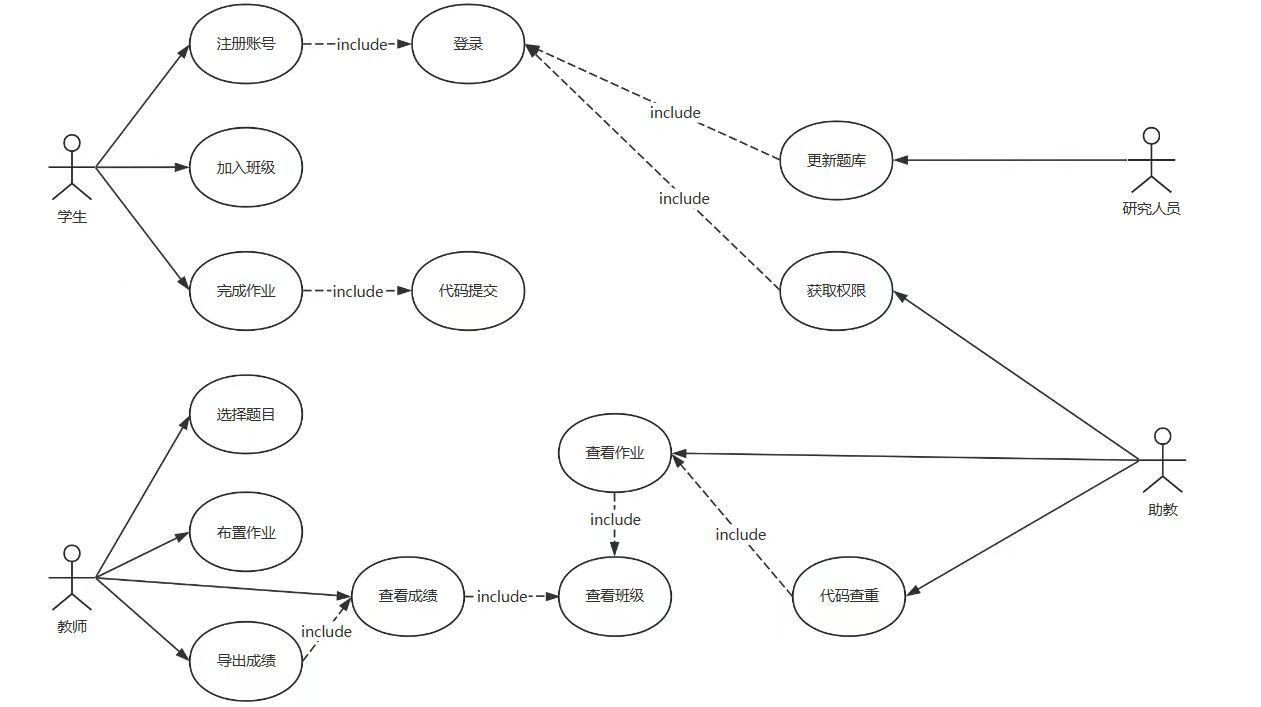 注册账号
include
登录
include
更新题库
加入班级
include
学生
研究人员
完成作业
include
代码提交
获取权限
选择题目
查看作业
include
布置作业
include
助教
教师
查看成绩
include
查看班级
代码查重
include
导出成绩